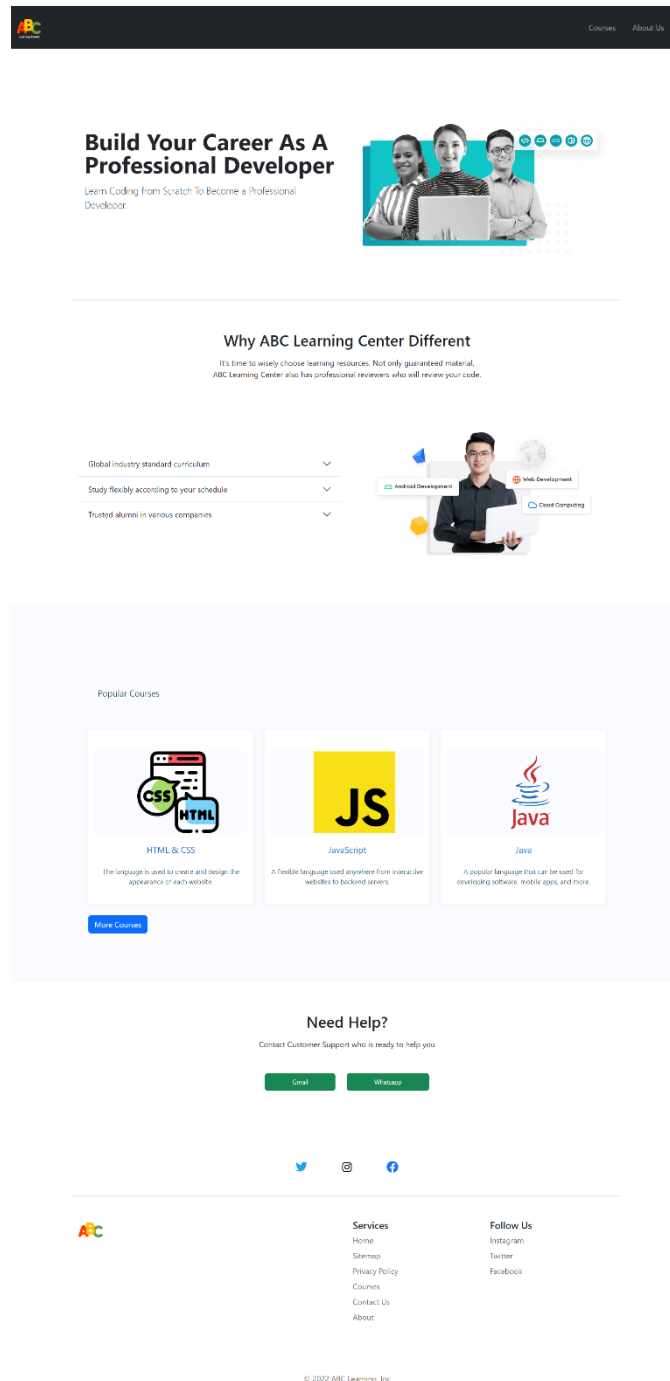 ABC
Learning Center
Courses
About Us
Build Your Career As A
Professional Developer
Learn Coding from Scratch To Become a Professional
Developer.
Why ABC Learning Center Different
It's time to wisely choose learning resources. Not only guaranteed material,
ABC Learning Center also has professional reviewers who will review your code.
Global industry standard curriculum
Study flexibly according to your schedule
Trusted alumni in various companies
Android Development
Web Development
Cloud Computing
Popular Courses
CSS
HTML
JS
Java
HTML & CSS
JavaScript
Java
The language is used to create and design the
appearance of each website
A flexible language used anywhere from interactive
websites to backend servers.
A popular language that can be used for
developing software, mobile apps, and more.
More Courses
Need Help?
Contact Customer Support who is ready to help you
Gmail
Whatsapp
ABC
Services
Home
Sitemap
Privacy Policy
Courses
Contact Us
About
Follow Us
Instagram
Twitter
Facebook
© 2022 ABC Learning, Inc